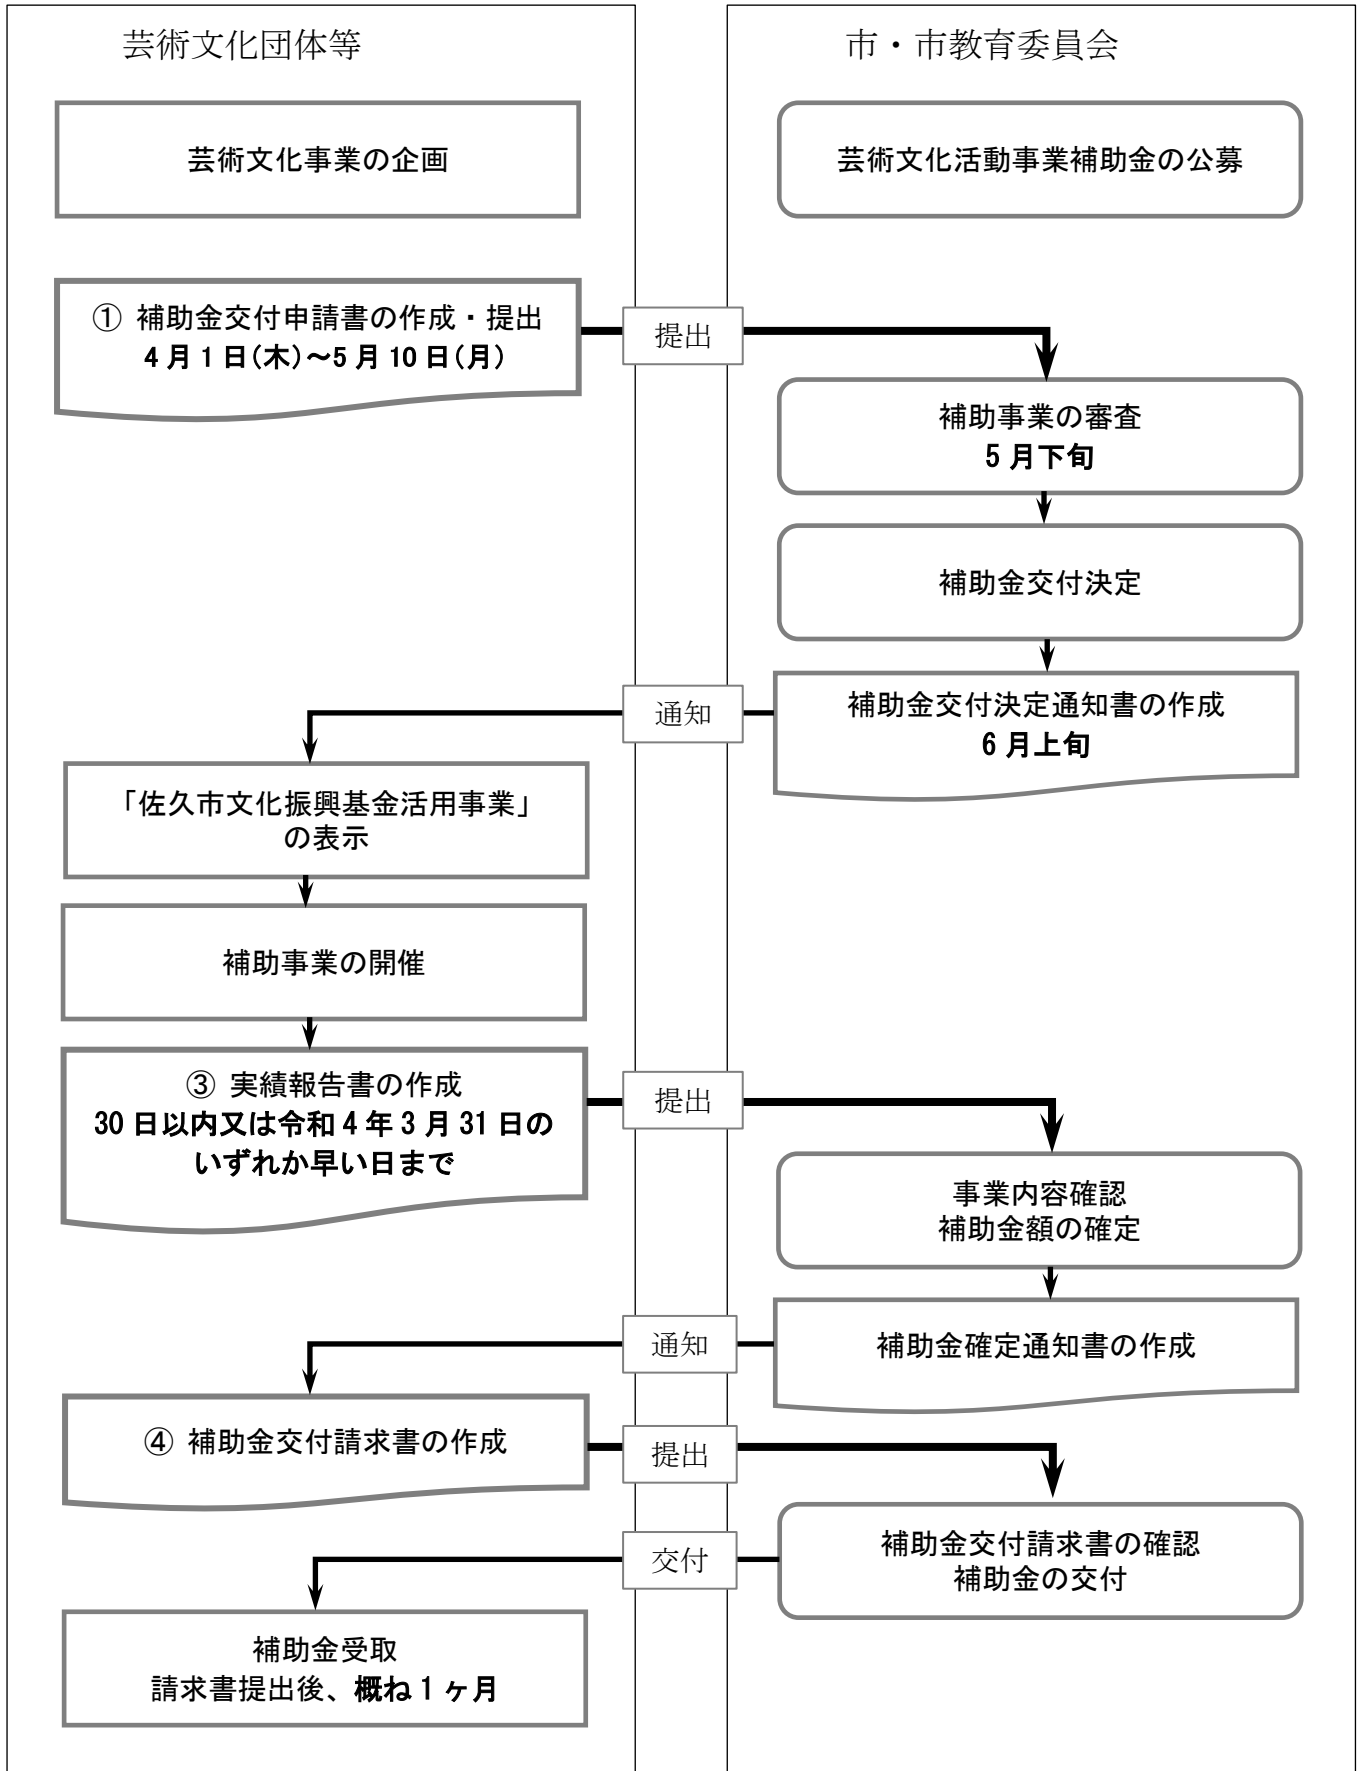 芸術文化団体等
市・市教育委員会
芸術文化事業の企画
芸術文化活動事業補助金の公募
① 補助金交付申請書の作成・提出
4月1日(木)～5月10日(月)
提出
補助事業の審査
5月下旬
補助金交付決定
補助金交付決定通知書の作成
6月上旬
通知
「佐久市文化振興基金活用事業」
の表示
補助事業の開催
③ 実績報告書の作成
30日以内又は令和4年3月31日の
いずれか早い日まで
提出
事業内容確認
補助金額の確定
補助金確定通知書の作成
通知
④ 補助金交付請求書の作成
提出
補助金交付請求書の確認
補助金の交付
交付
補助金受取
請求書提出後、概ね1ヶ月